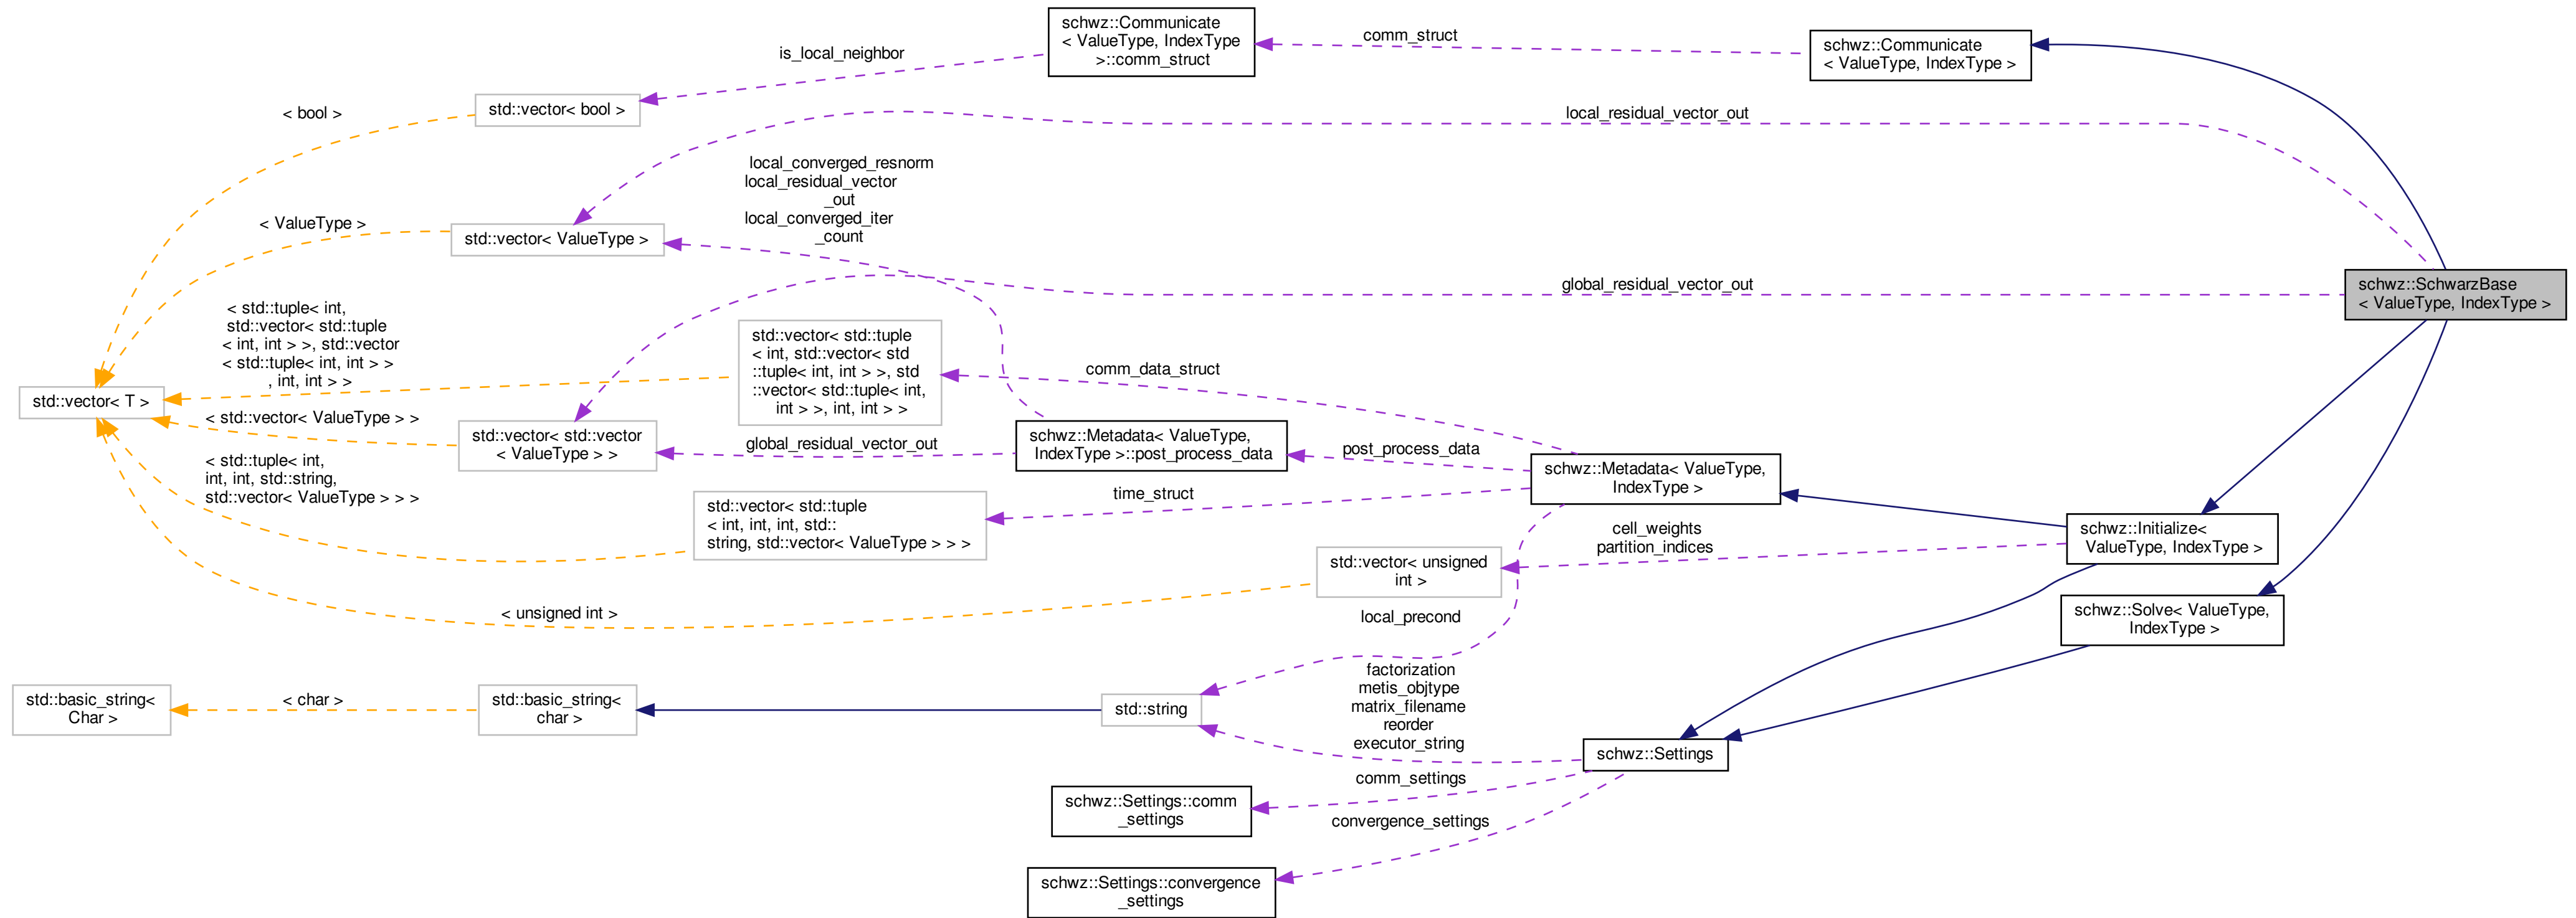 schwz::Communicate
< ValueType, IndexType
>::comm_struct
comm_struct
schwz::Communicate
< ValueType, IndexType >
is_local_neighbor
std::vector< bool >
< bool >
local_residual_vector_out
local_converged_resnorm
local_residual_vector
_out
local_converged_iter
_count
< ValueType >
std::vector< ValueType >
global_residual_vector_out
schwz::SchwarzBase
< ValueType, IndexType >
< std::tuple< int,
std::vector< std::tuple
< int, int > >, std::vector
< std::tuple< int, int > >
, int, int > >
std::vector< std::tuple
< int, std::vector< std
::tuple< int, int > >, std
::vector< std::tuple< int,
int > >, int, int > >
comm_data_struct
std::vector< T >
< std::vector< ValueType > >
std::vector< std::vector
< ValueType > >
global_residual_vector_out
schwz::Metadata< ValueType,
IndexType >::post_process_data
post_process_data
schwz::Metadata< ValueType,
IndexType >
< std::tuple< int,
int, int, std::string,
std::vector< ValueType > > >
std::vector< std::tuple
< int, int, int, std::
string, std::vector< ValueType > > >
time_struct
cell_weights
partition_indices
schwz::Initialize<
ValueType, IndexType >
std::vector< unsigned
int >
< unsigned int >
local_precond
schwz::Solve< ValueType,
IndexType >
std::basic_string<
Char >
< char >
std::basic_string<
char >
std::string
factorization
metis_objtype
matrix_filename
reorder
executor_string
schwz::Settings
comm_settings
schwz::Settings::comm
_settings
convergence_settings
schwz::Settings::convergence
_settings